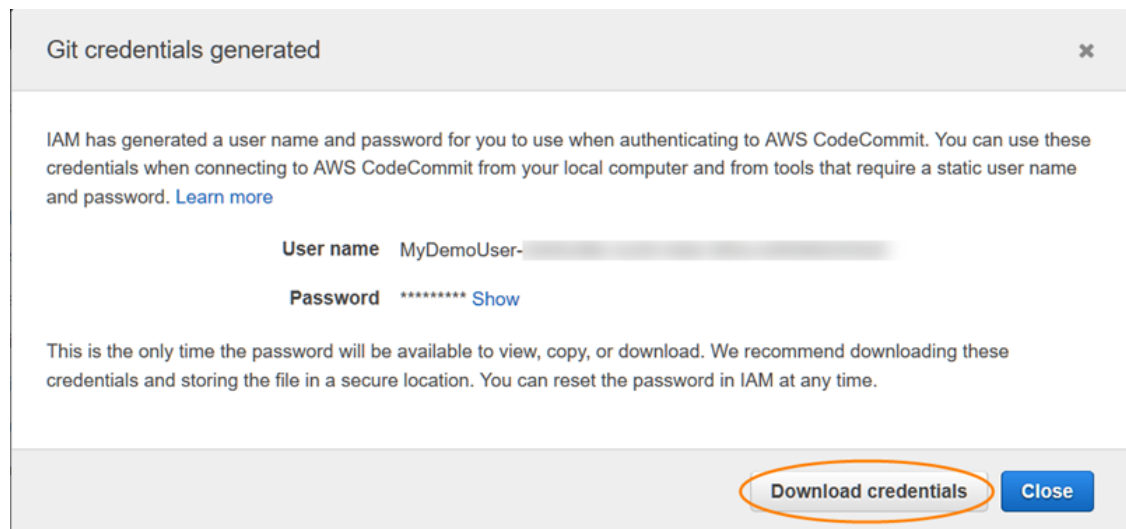 Git credentials generated
IAM has generated a user name and password for you to use when authenticating to AWS CodeCommit. You can use these
credentials when connecting to AWS CodeCommit from your local computer and from tools that require a static user name
and password. Learn more
User name MyDemoUser-
Password ********* Show
This is the only time the password will be available to view, copy, or download. We recommend downloading these
credentials and storing the file in a secure location. You can reset the password in IAM at any time.
Download credentials Close